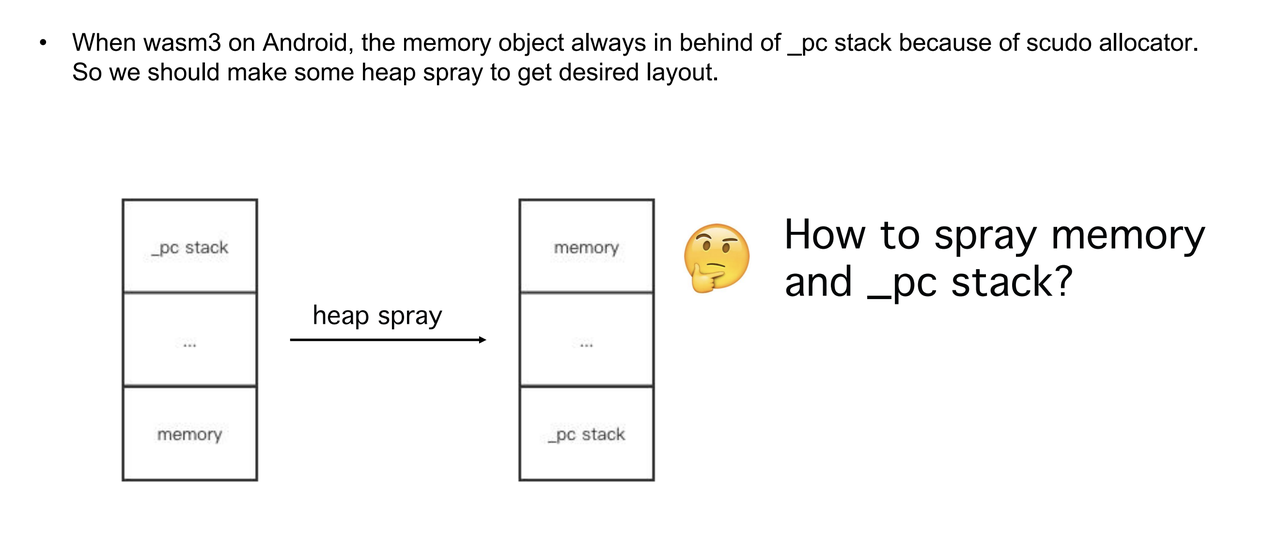 • When wasm3 on Android, the memory object always in behind of _pc stack because of scudo allocator.
So we should make some heap spray to get desired layout.
_pc stack
...
memory
heap spray
memory
...
_pc stack
How to spray memory
and _pc stack?